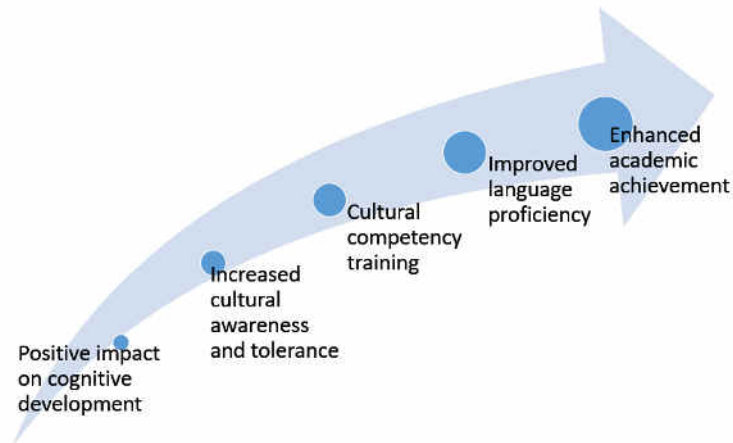 Positive impact
on cognitive
development
Increased
cultural
awareness
and tolerance
Cultural
competency
training
Improved
language
proficiency
Enhanced
academic
achievement